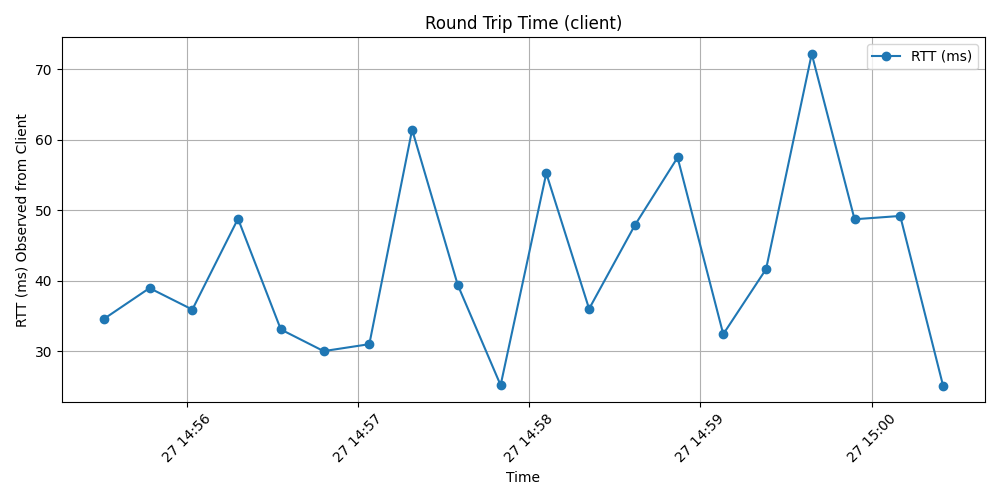 Round Trip Time (client)
RTT (ms)
RTT (ms) Observed from Client
70
60
50
40
30
27 14:56
27 14:57
27 14:58
27 14:59
27 15:00
Time